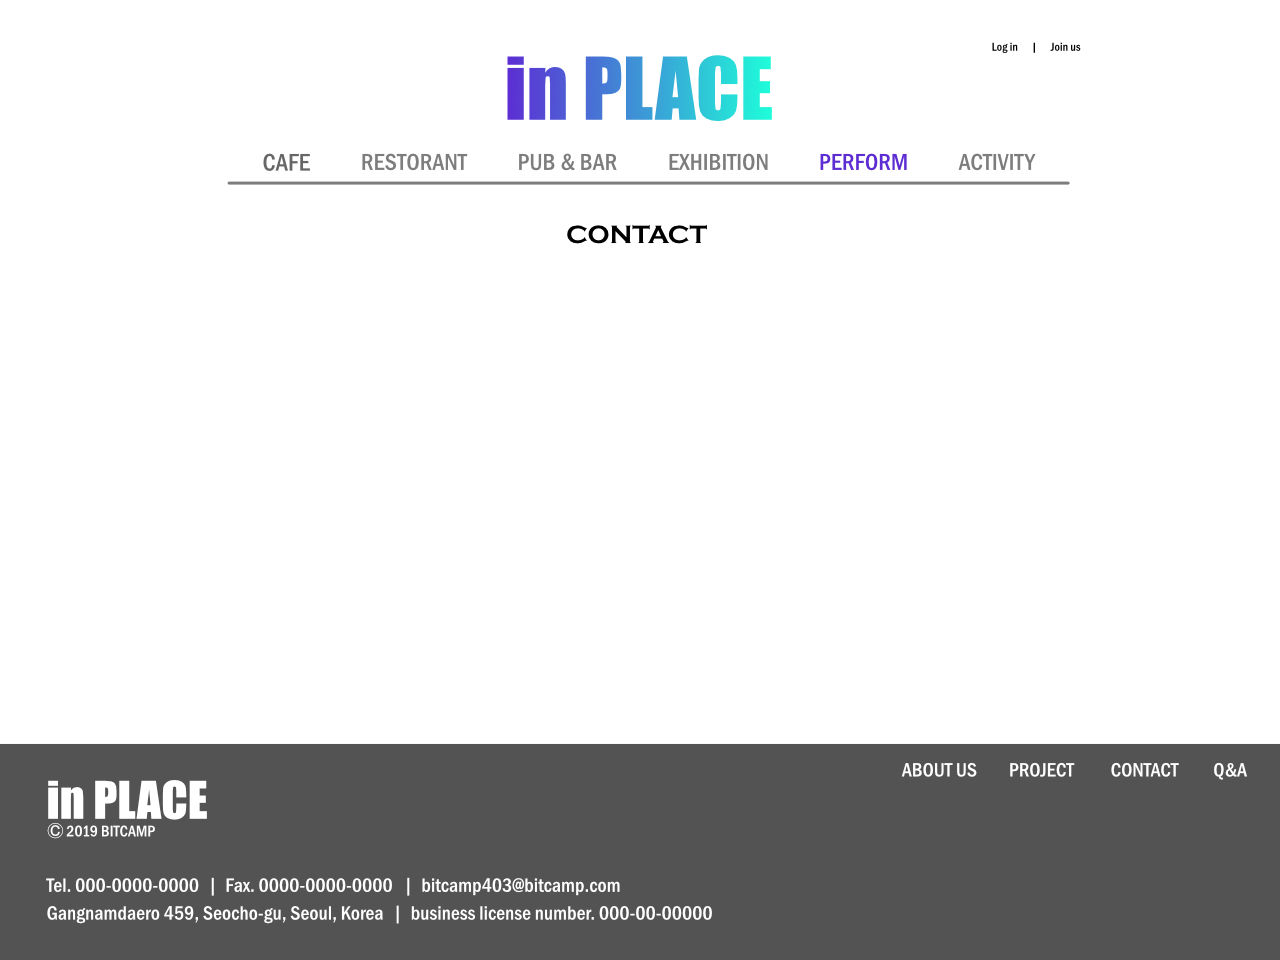 Log in | Join us
in PLACE
CAFE RESTORANT PUB & BAR EXHIBITION PERFORM ACTIVITY
CONTACT
ABOUT US PROJECT CONTACT Q&A
in PLACE
© 2019 BITCAMP
Tel. 000-0000-0000 | Fax. 0000-0000-0000 | bitcamp403@bitcamp.com
Gangnamdaero 459, Seocho-gu, Seoul, Korea | business license number. 000-00-00000